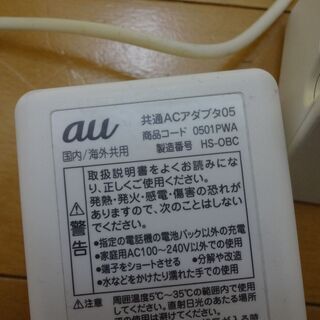 au
共通ACアダプタ05
国内/海外共用
商品コード 0501PWA
製造番号 HS-OBC
警告
取扱説明書をよくご覧になり、正しくご使用ください。
発熱・発火・感電・傷害の恐れがありますので、次のことはしないでください。
●指定の電話機の電池パック以外の充電
●家庭用AC100～240V以外での使用
●端子をショートさせる ●分解や改造
●水などをかけたり濡れた手での使用
注意
周囲温度5℃～35℃の範囲で使用してください。
直射日光のあたる場所